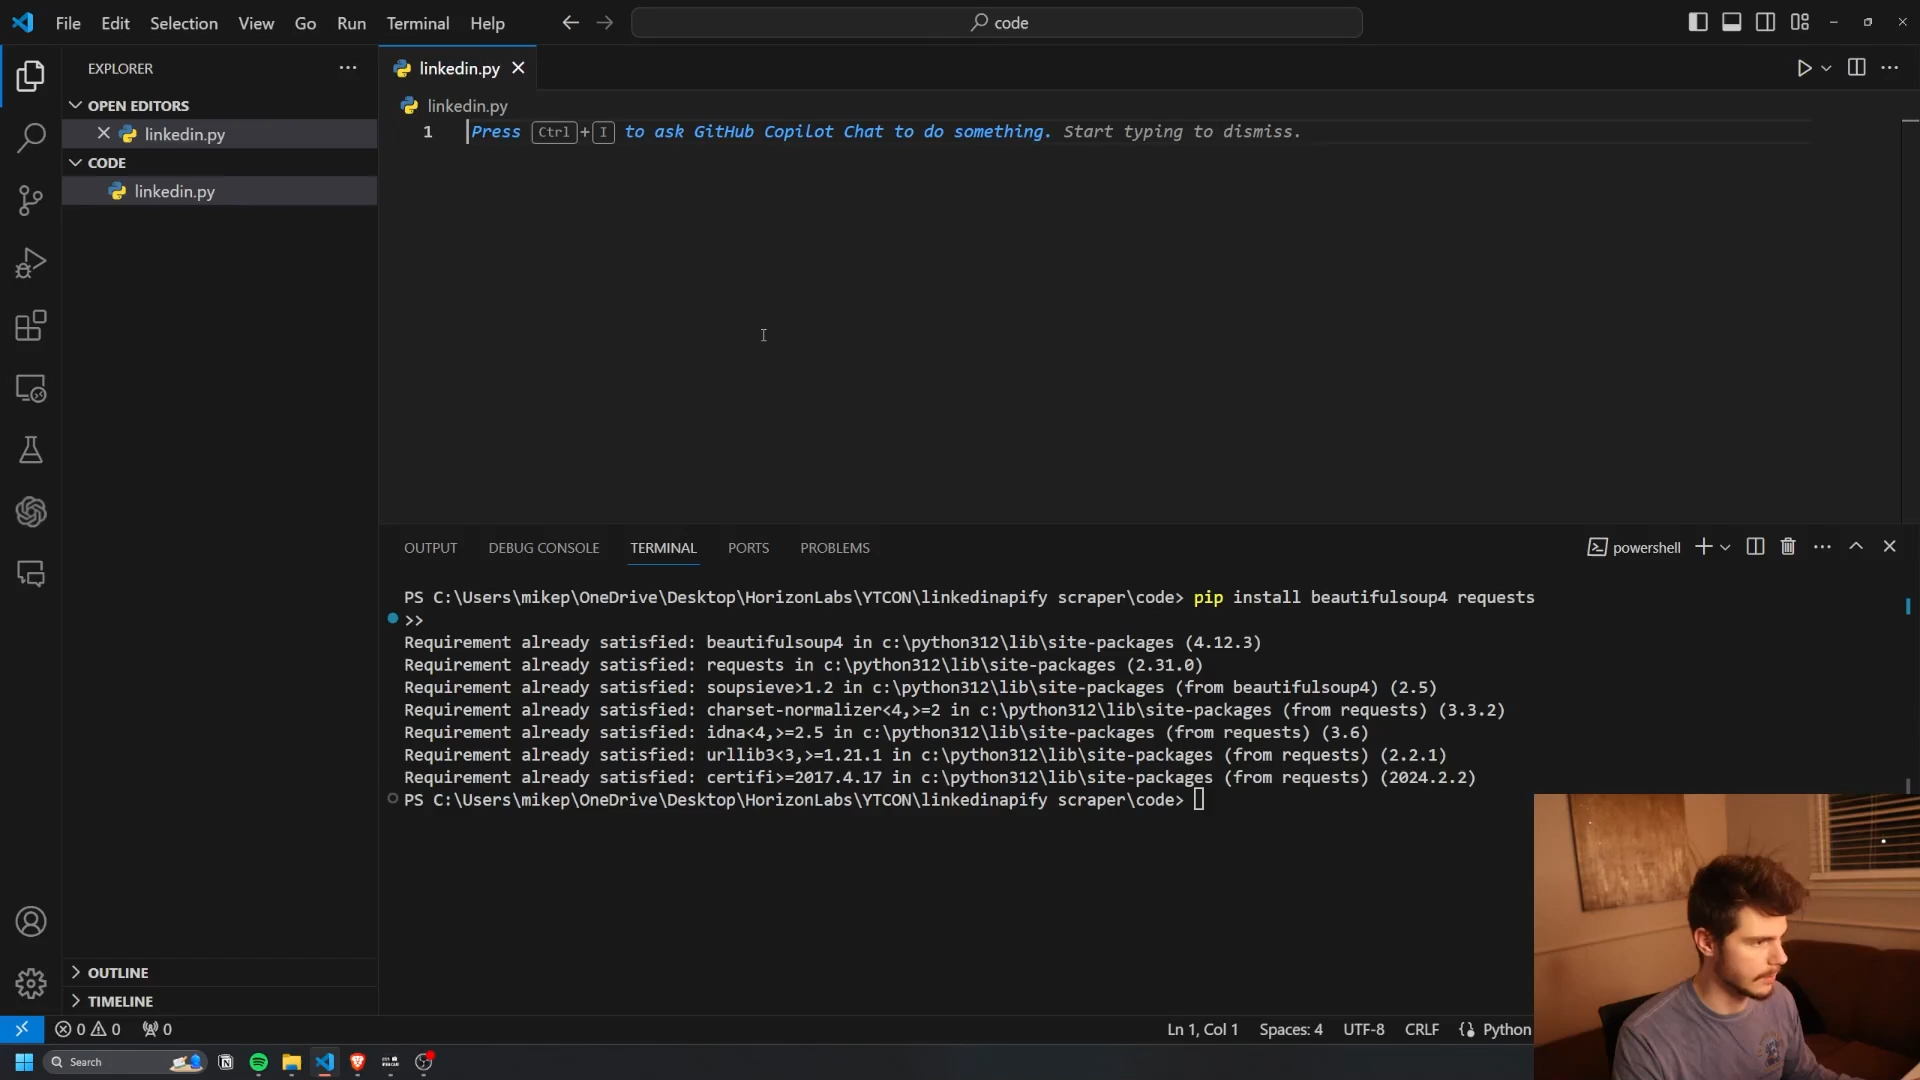 File Edit Selection View Go Run Terminal Help
code
EXPLORER
linkedin.py
OPEN EDITORS
linkedin.py
CODE
linkedin.py
linkedin.py
1 Press Ctrl+I to ask GitHub Copilot Chat to do something. Start typing to dismiss.
OUTPUT DEBUG CONSOLE TERMINAL PORTS PROBLEMS
powershell
PS C:\Users\mikep\OneDrive\Desktop\HorizonLabs\YTCON\linkedinapify scraper\code> pip install beautifulsoup4 requests
>>
Requirement already satisfied: beautifulsoup4 in c:\python312\lib\site-packages (4.12.3)
Requirement already satisfied: requests in c:\python312\lib\site-packages (2.31.0)
Requirement already satisfied: soupsieve>1.2 in c:\python312\lib\site-packages (from beautifulsoup4) (2.5)
Requirement already satisfied: charset-normalizer<4,>=2 in c:\python312\lib\site-packages (from requests) (3.3.2)
Requirement already satisfied: idna<4,>=2.5 in c:\python312\lib\site-packages (from requests) (3.6)
Requirement already satisfied: urllib3<3,>=1.21.1 in c:\python312\lib\site-packages (from requests) (2.2.1)
Requirement already satisfied: certifi>=2017.4.17 in c:\python312\lib\site-packages (from requests) (2024.2.2)
PS C:\Users\mikep\OneDrive\Desktop\HorizonLabs\YTCON\linkedinapify scraper\code>
OUTLINE
TIMELINE
0 0 0
Ln 1, Col 1 Spaces: 4 UTF-8 CRLF {} Python
Search